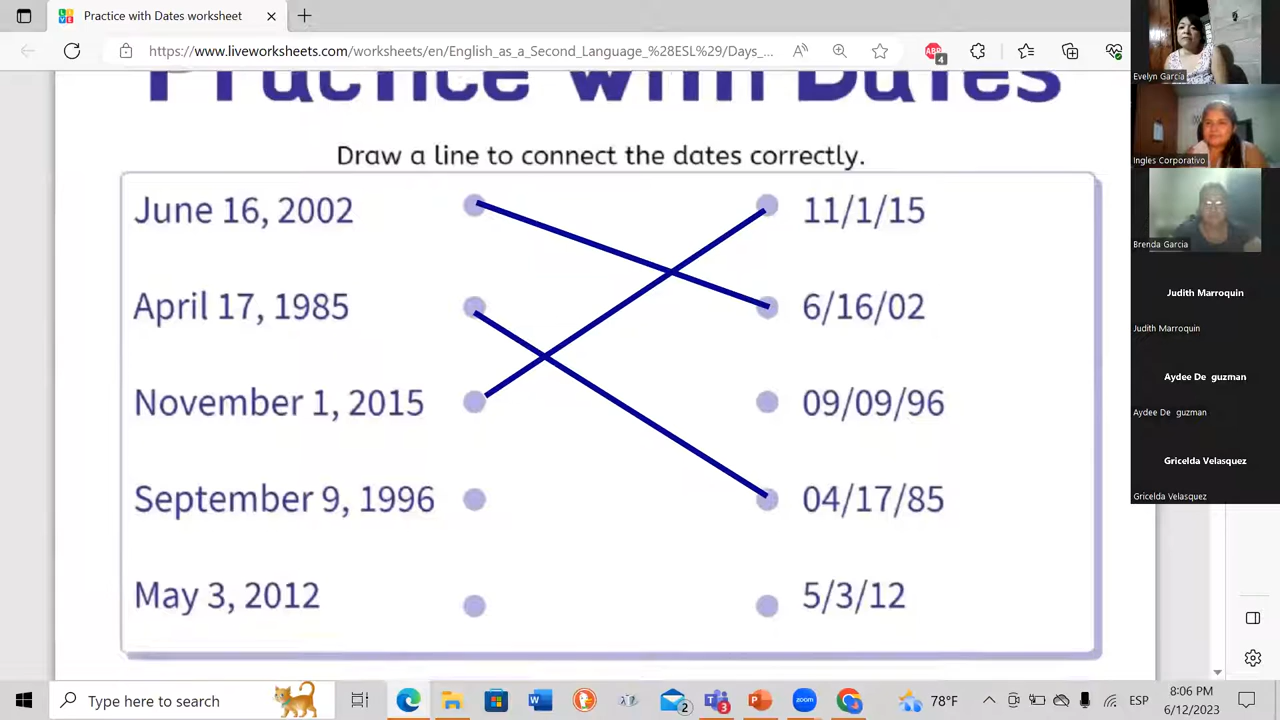 Practice with Dates worksheet
https://www.liveworksheets.com/worksheets/en/English_as_a_Second_Language_%28ESL%29/Days_...
4
Practice with Dates
Draw a line to connect the dates correctly.
June 16, 2002
11/1/15
April 17, 1985
6/16/02
November 1, 2015
09/09/96
September 9, 1996
04/17/85
May 3, 2012
5/3/12
Evelyn Garcia
Ingles Corporativo
Brenda Garcia
Judith Marroquin
Judith Marroquin
Aydee De guzman
Aydee De guzman
Gricelda Velasquez
Gricelda Velasquez
Type here to search
2
3
zoom
78°F
ESP
8:06 PM
6/12/2023